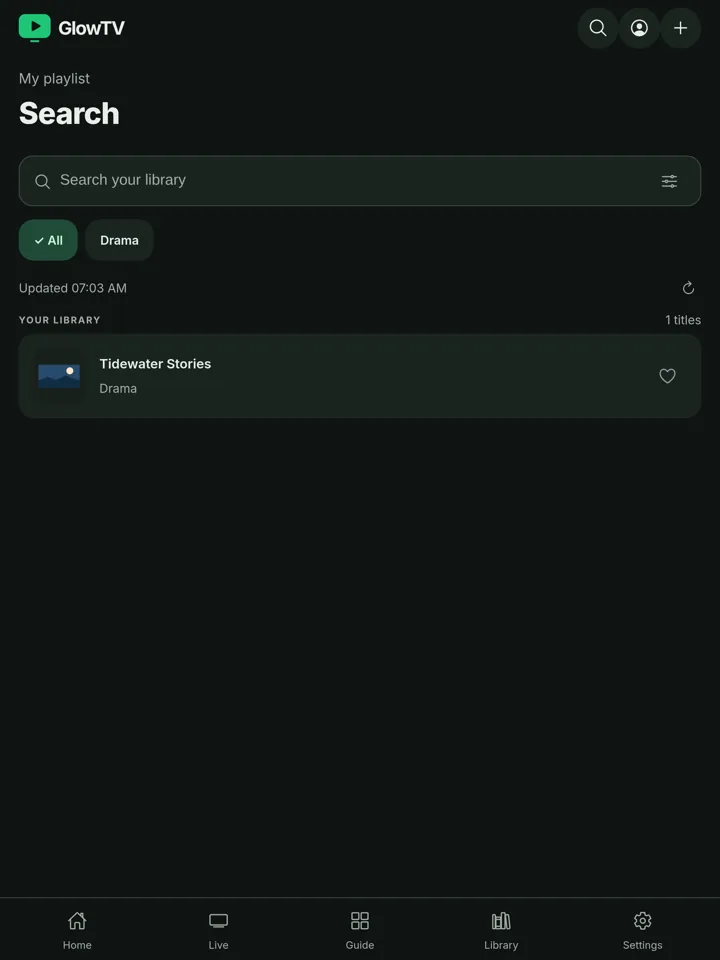 GlowTV
My playlist
Search
Search your library
All
Drama
Updated 07:03 AM
YOUR LIBRARY
1 titles
Tidewater Stories
Drama
Home
Live
Guide
Library
Settings